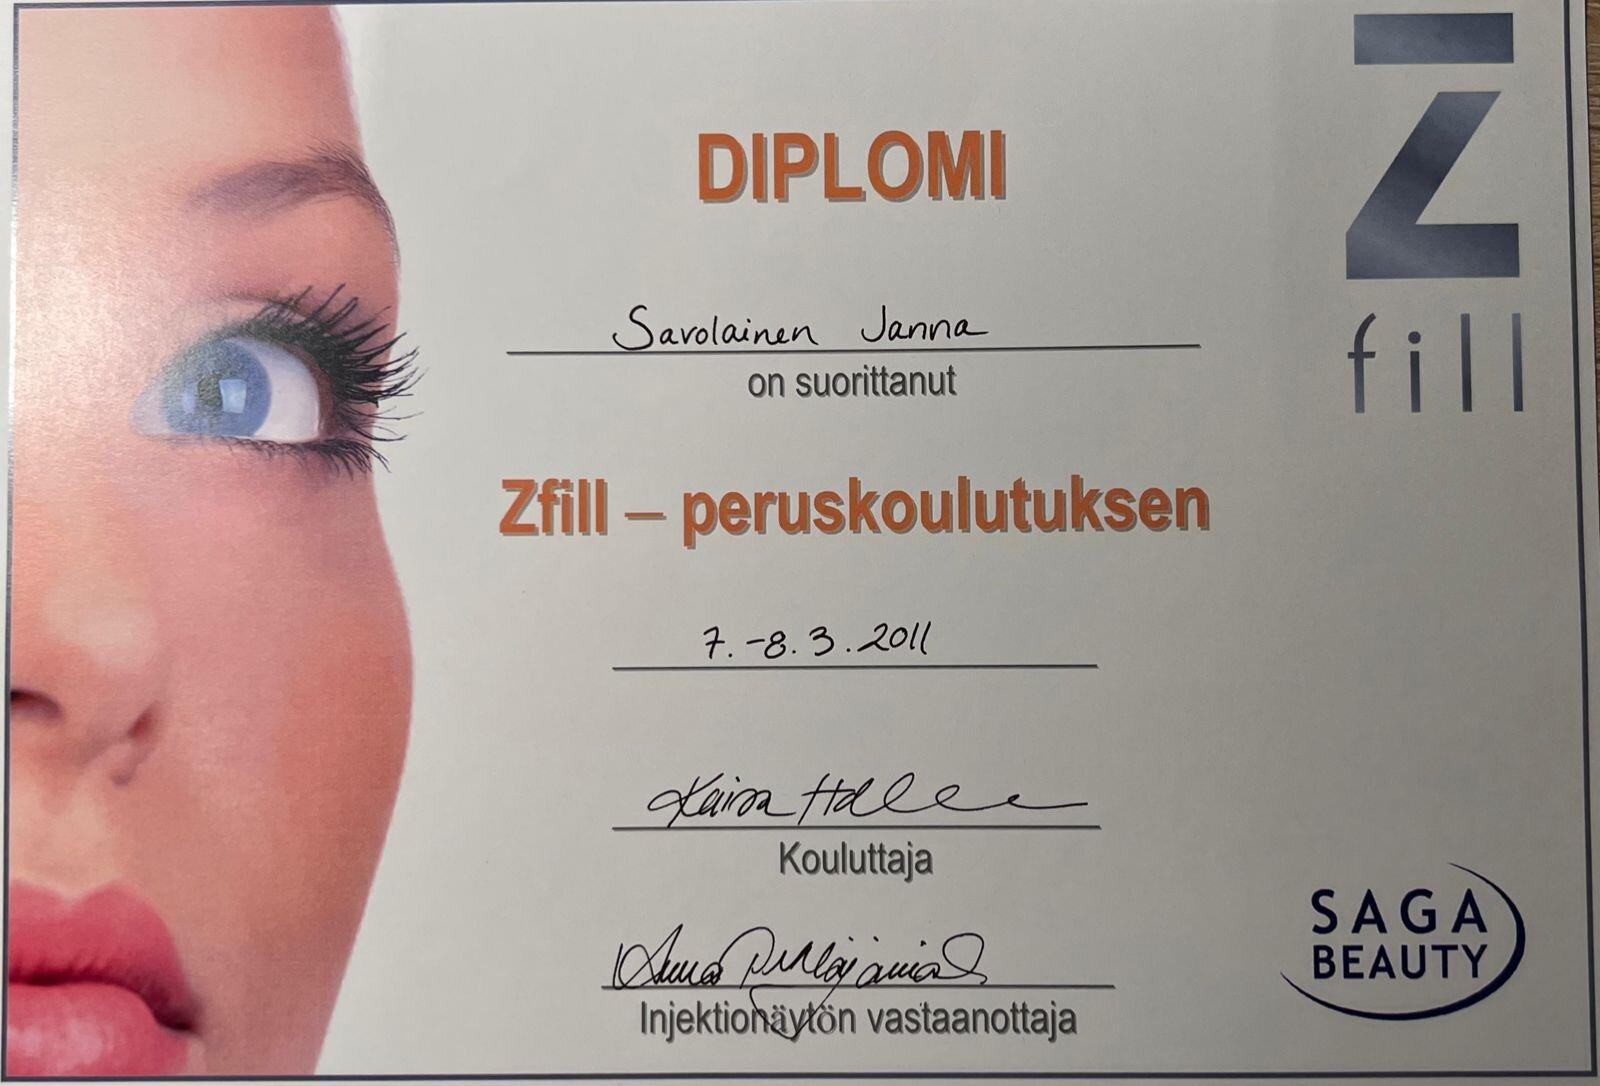 DIPLOMI
Savolainen Janna
on suorittanut
Zfill – peruskoulutuksen
7.-8.3.2011
Kouluttaja
Injektionäytön vastaanottaja
Z
fill
SAGA
BEAUTY